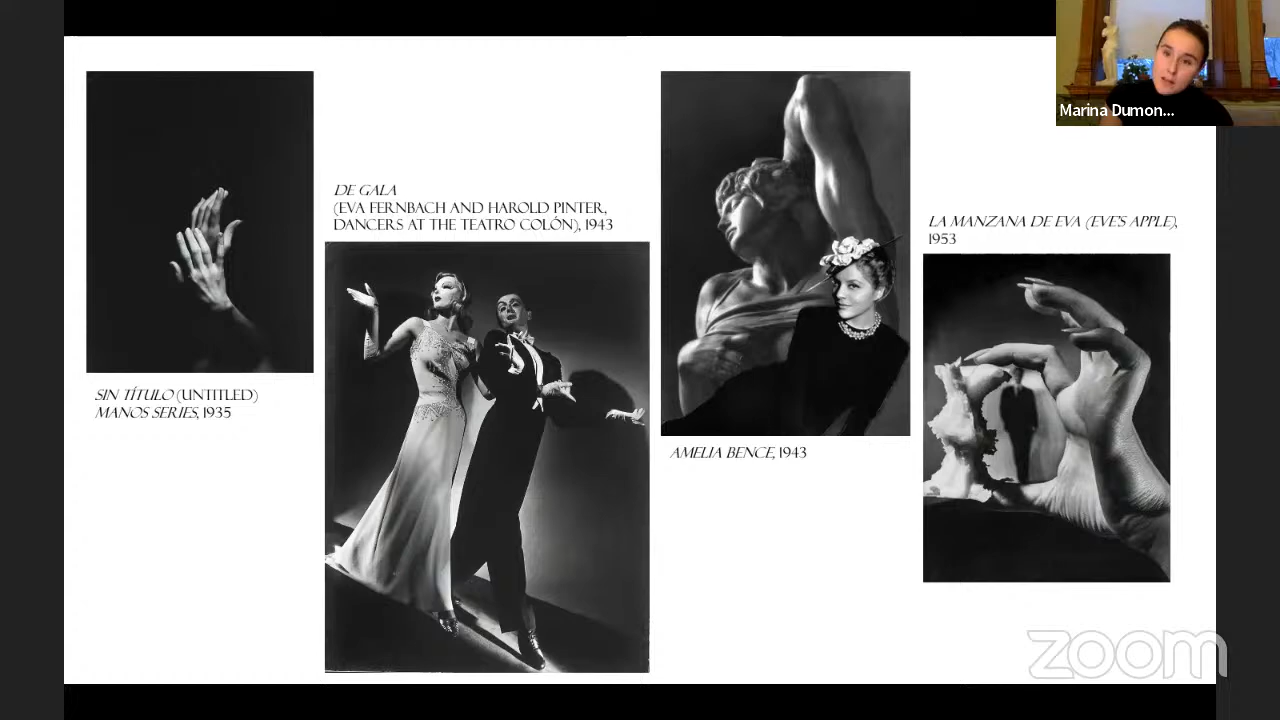 Marina Dumon...
DE GALA
(EVA FERNBACH AND HAROLD PINTER,
DANCERS AT THE TEATRO COLÓN), 1943
LA MANZANA DE EVA (EVE'S APPLE),
1953
SIN TÍTULO (UNTITLED)
MANOS SERIES, 1935
AMELIA BENCE, 1943
zoom